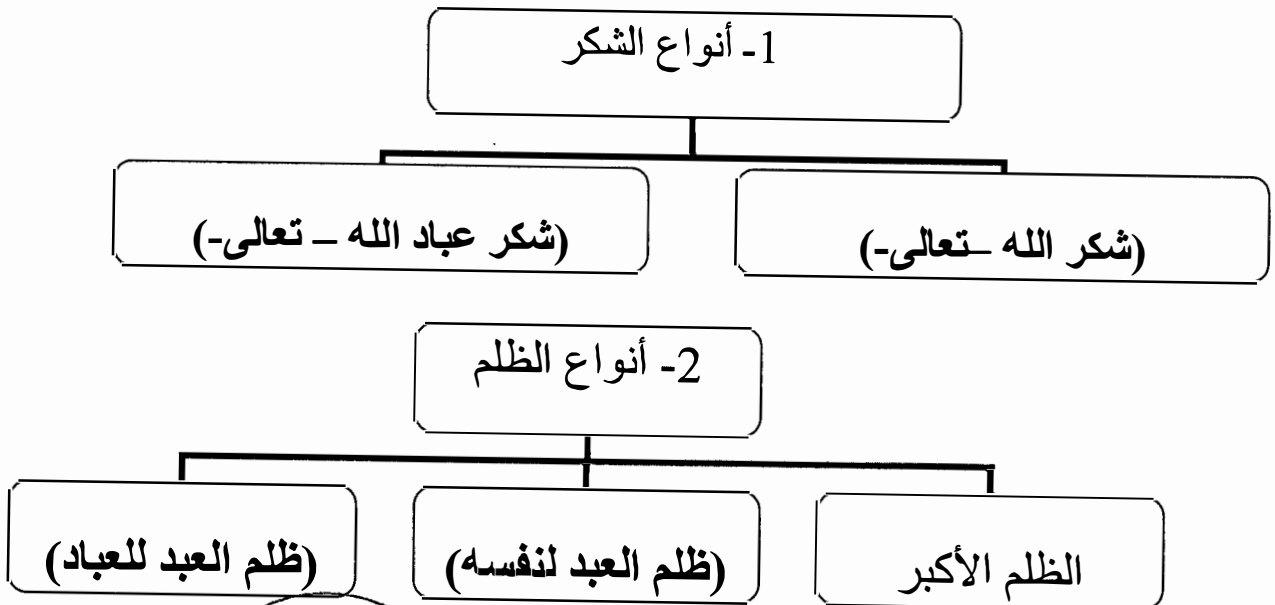 1- أنواع الشكر
(شكر الله –تعالى-)
(شكر عباد الله – تعالى-)
2- أنواع الظلم
الظلم الأكبر
(ظلم العبد لنفسه)
(ظلم العبد للعباد)